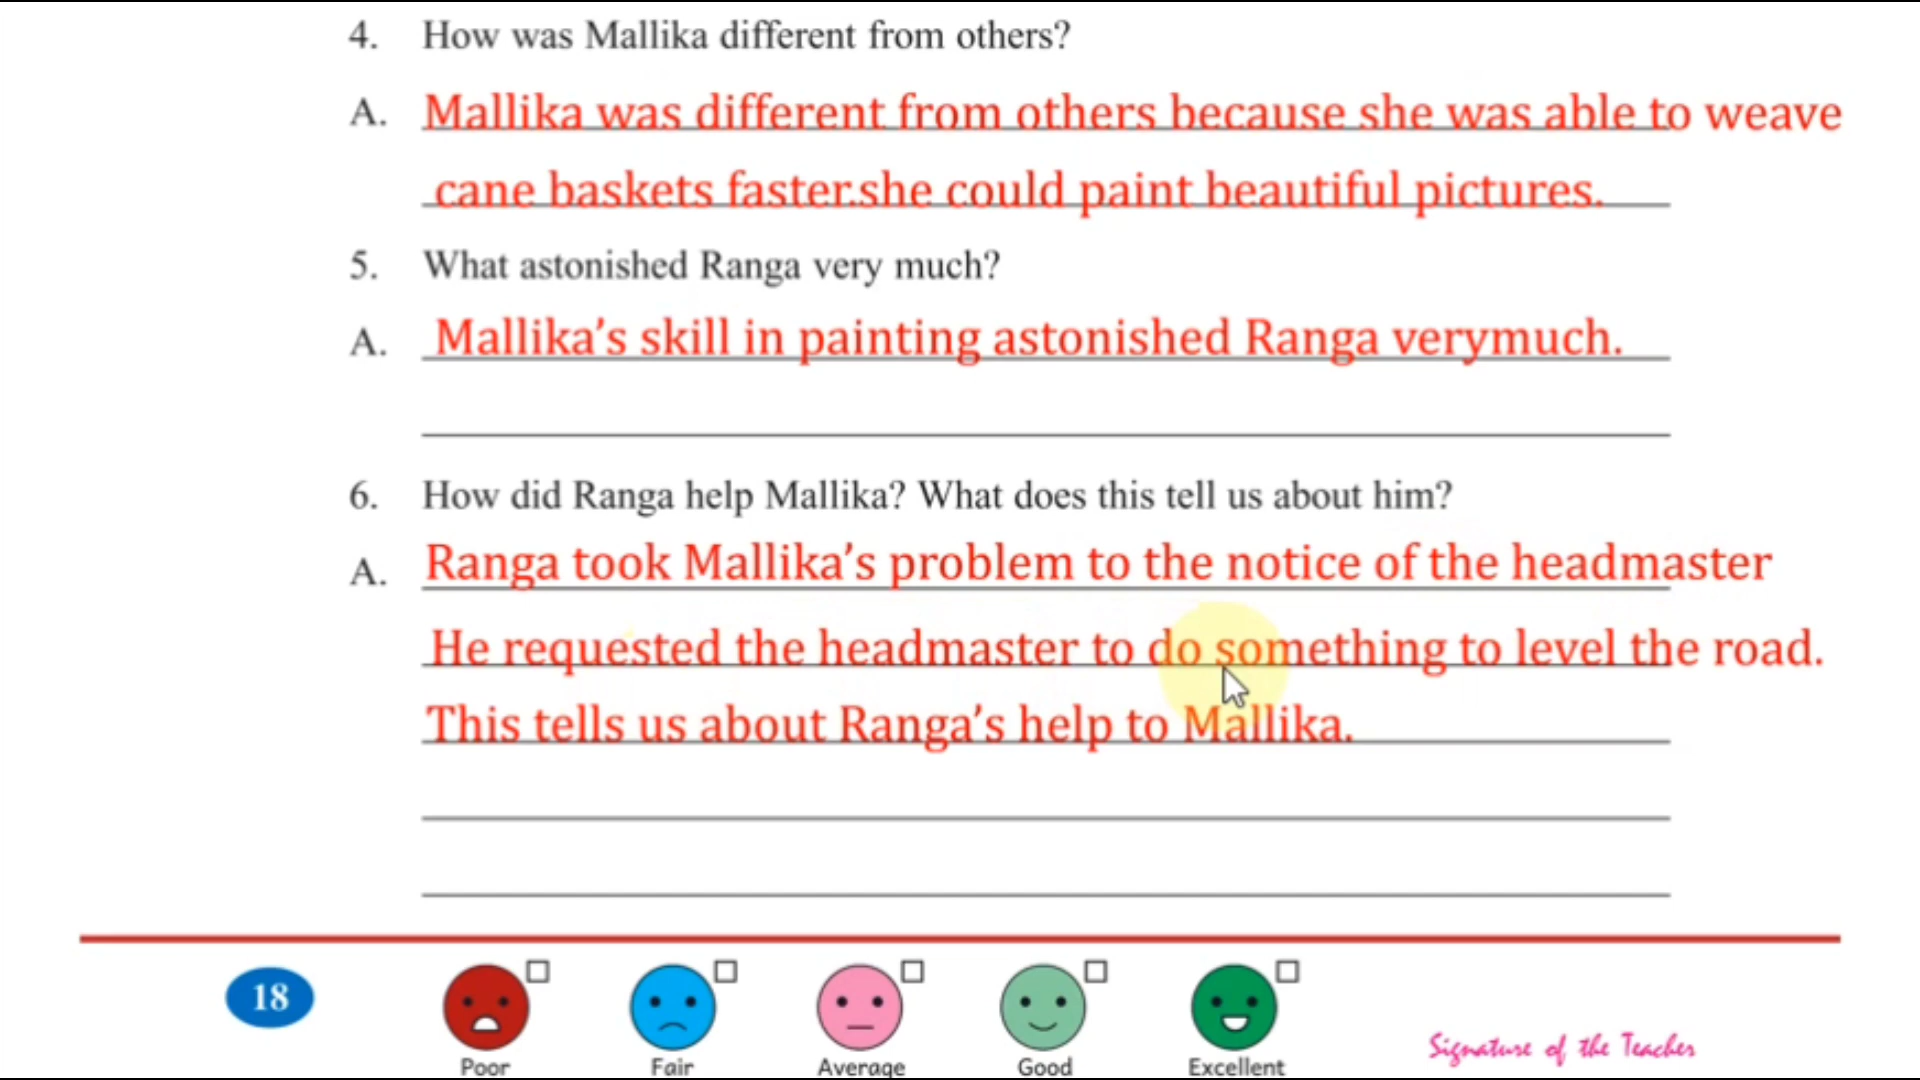 4. How was Mallika different from others?
A. Mallika was different from others because she was able to weave
cane baskets faster.she could paint beautiful pictures.
5. What astonished Ranga very much?
A. Mallika's skill in painting astonished Ranga verymuch.
6. How did Ranga help Mallika? What does this tell us about him?
A. Ranga took Mallika's problem to the notice of the headmaster
He requested the headmaster to do something to level the road.
This tells us about Ranga's help to Mallika.
18
Poor Fair Average Good Excellent
Signature of the Teacher